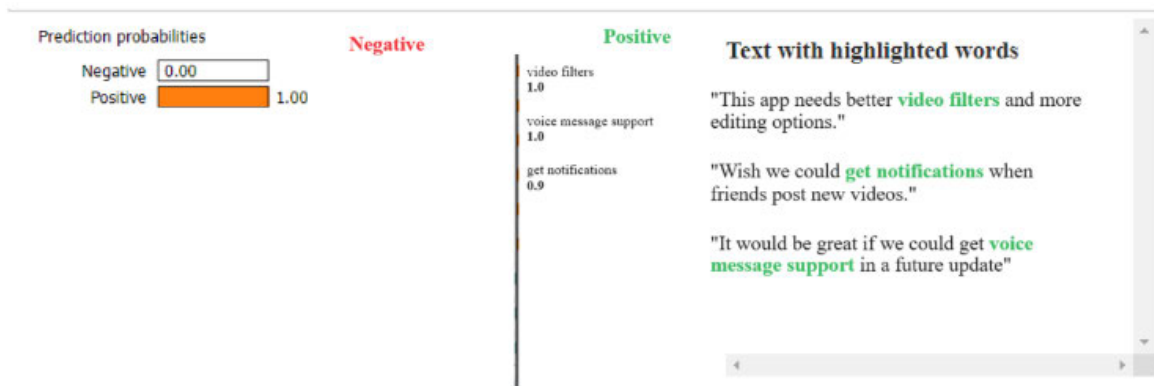 Prediction probabilities
Negative 0.00
Positive 1.00
Negative
Positive
video filters
1.0
voice message support
1.0
get notifications
0.9
Text with highlighted words
"This app needs better video filters and more
editing options."
"Wish we could get notifications when
friends post new videos."
"It would be great if we could get voice
message support in a future update"